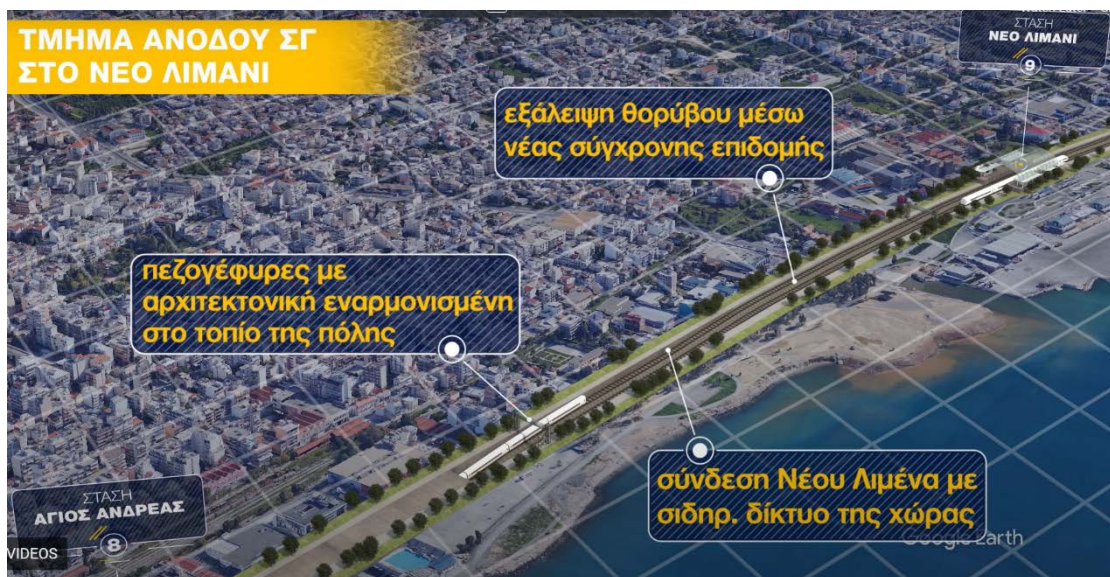 ΤΜΗΜΑ ΑΝΟΔΟΥ ΣΓ
ΣΤΟ ΝΕΟ ΛΙΜΑΝΙ
ΣΤΑΣΗ
ΝΕΟ ΛΙΜΑΝΙ
9
εξάλειψη θορύβου μέσω
νέας σύγχρονης επιδομής
πεζογέφυρες με
αρχιτεκτονική εναρμονισμένη
στο τοπίο της πόλης
σύνδεση Νέου Λιμένα με
σιδηρ. δίκτυο της χώρας
ΣΤΑΣΗ
ΑΓΙΟΣ ΑΝΔΡΕΑΣ
8
VIDEOS
Google Earth